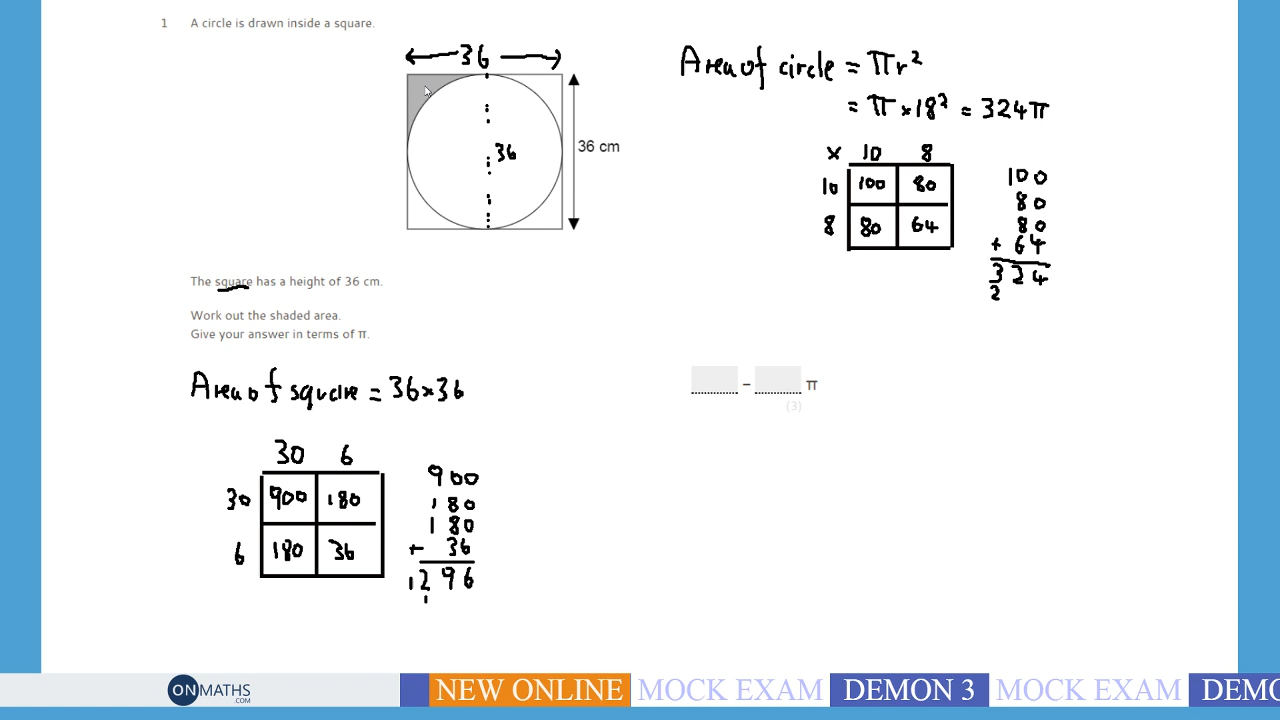 1 A circle is drawn inside a square.
36
36
36 cm
Area of circle = πr²
= π × 18² = 324π
× 10 8
10 100 80
8 80 64
100
80
80
+ 64
324
2
The square has a height of 36 cm.
Work out the shaded area.
Give your answer in terms of π.
Area of square = 36×36
30 6
30 900 180
6 180 36
900
180
180
+ 36
1296
1
– π
(3)
ONMATHS
.COM
NEW ONLINE MOCK EXAM DEMON 3 MOCK EXAM DEMO